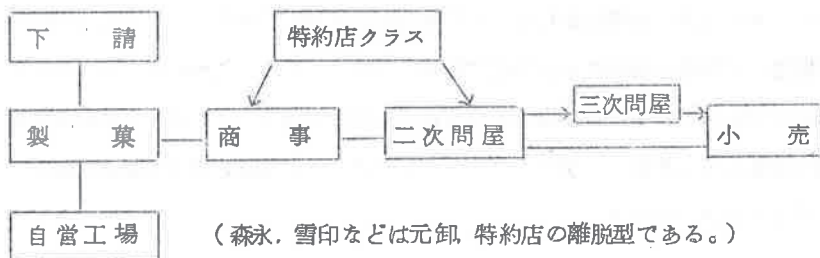 下請
特約店クラス
三次問屋
製菓
商事
二次問屋
小売
自営工場
(森永, 雪印などは元卸, 特約店の離脱型である。)